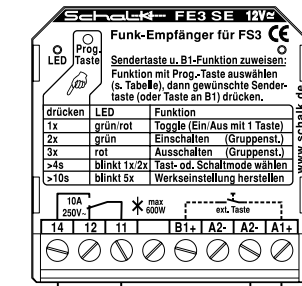 Schalk FE3 SE 12V≂
Funk-Empfänger für FS3 CE
LED
Prog.
Taste
Sendertaste u. B1-Funktion zuweisen:
Funktion mit Prog.-Taste auswählen
(s. Tabelle), dann gewünschte Sender-
taste (oder Taste an B1) drücken.
drücken LED Funktion
1x grün/rot Toggle (Ein/Aus mit 1 Taste)
2x grün Einschalten (Gruppenst.)
3x rot Ausschalten (Gruppenst.)
>4s blinkt 1x/2x Tast- od. Schaltmode wählen
>10s blinkt 5x Werkseinstellung herstellen
www.schalk.de
10A
250V~
max
600W
ext. Taste
14 12 11 B1+ A2- A2- A1+